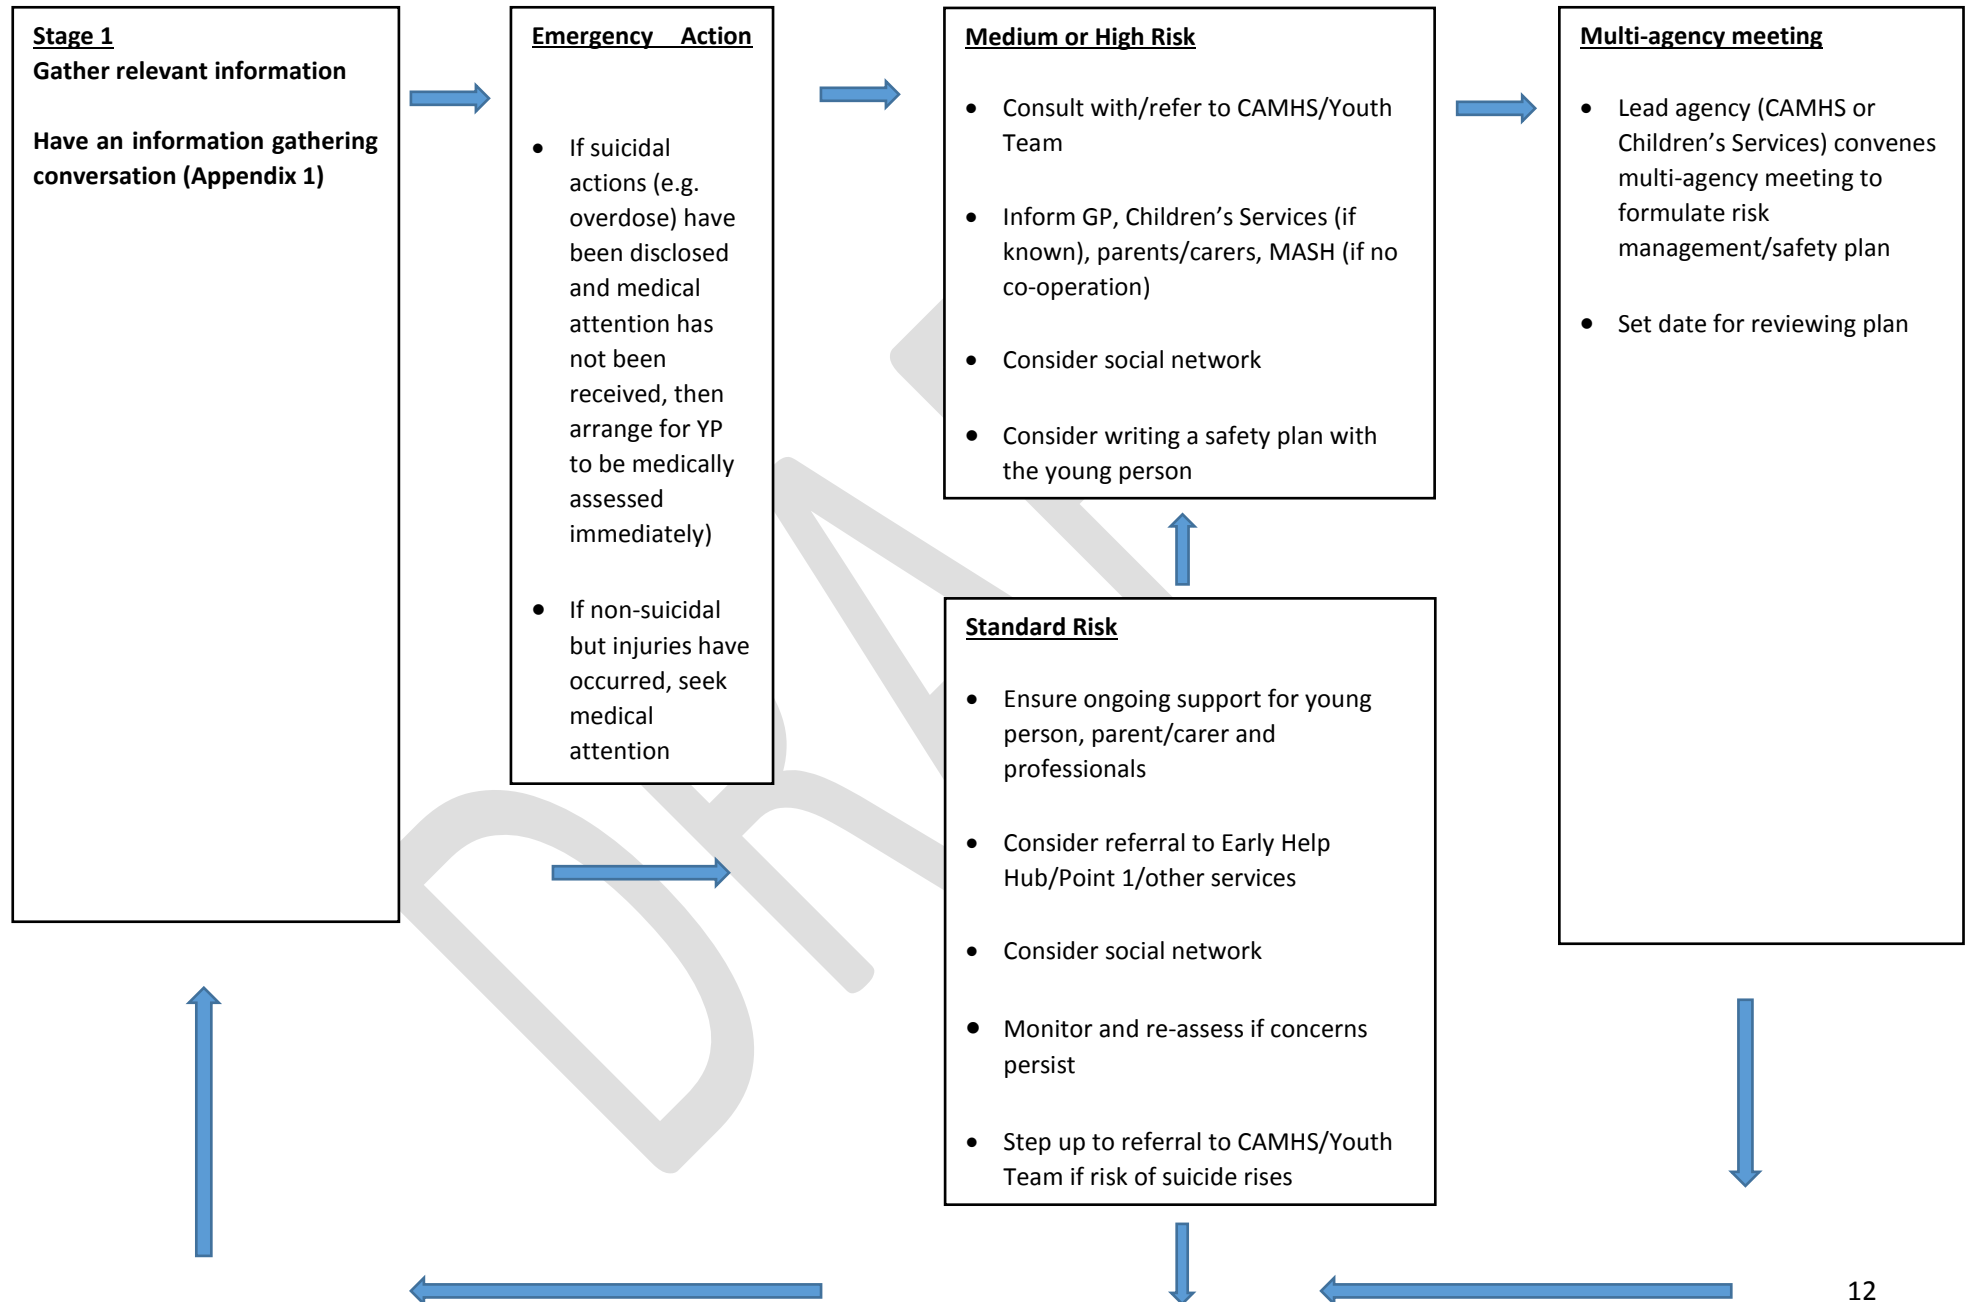 Stage 1
Gather relevant information
Have an information gathering
conversation (Appendix 1)
Emergency Action
• If suicidal
actions (e.g.
overdose) have
been disclosed
and medical
attention has
not been
received, then
arrange for YP
to be medically
assessed
immediately)
• If non-suicidal
but injuries have
occurred, seek
medical
attention
Medium or High Risk
• Consult with/refer to CAMHS/Youth
Team
• Inform GP, Children’s Services (if
known), parents/carers, MASH (if no
co-operation)
• Consider social network
• Consider writing a safety plan with
the young person
Standard Risk
• Ensure ongoing support for young
person, parent/carer and
professionals
• Consider referral to Early Help
Hub/Point 1/other services
• Consider social network
• Monitor and re-assess if concerns
persist
• Step up to referral to CAMHS/Youth
Team if risk of suicide rises
Multi-agency meeting
• Lead agency (CAMHS or
Children’s Services) convenes
multi-agency meeting to
formulate risk
management/safety plan
• Set date for reviewing plan
DRAFT
12